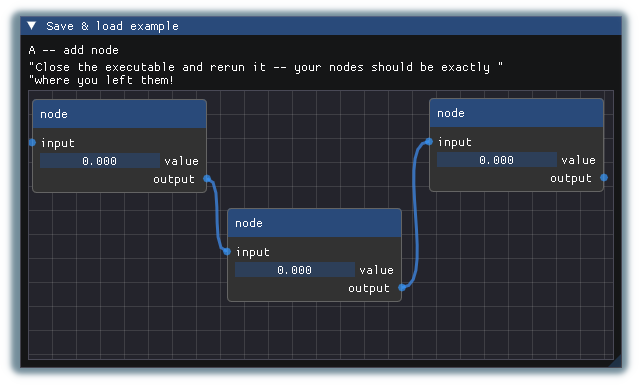 Save & load example
A -- add node
"Close the executable and rerun it -- your nodes should be exactly "
"where you left them!
node
input
0.000 value
output
node
input
0.000 value
output
node
input
0.000 value
output